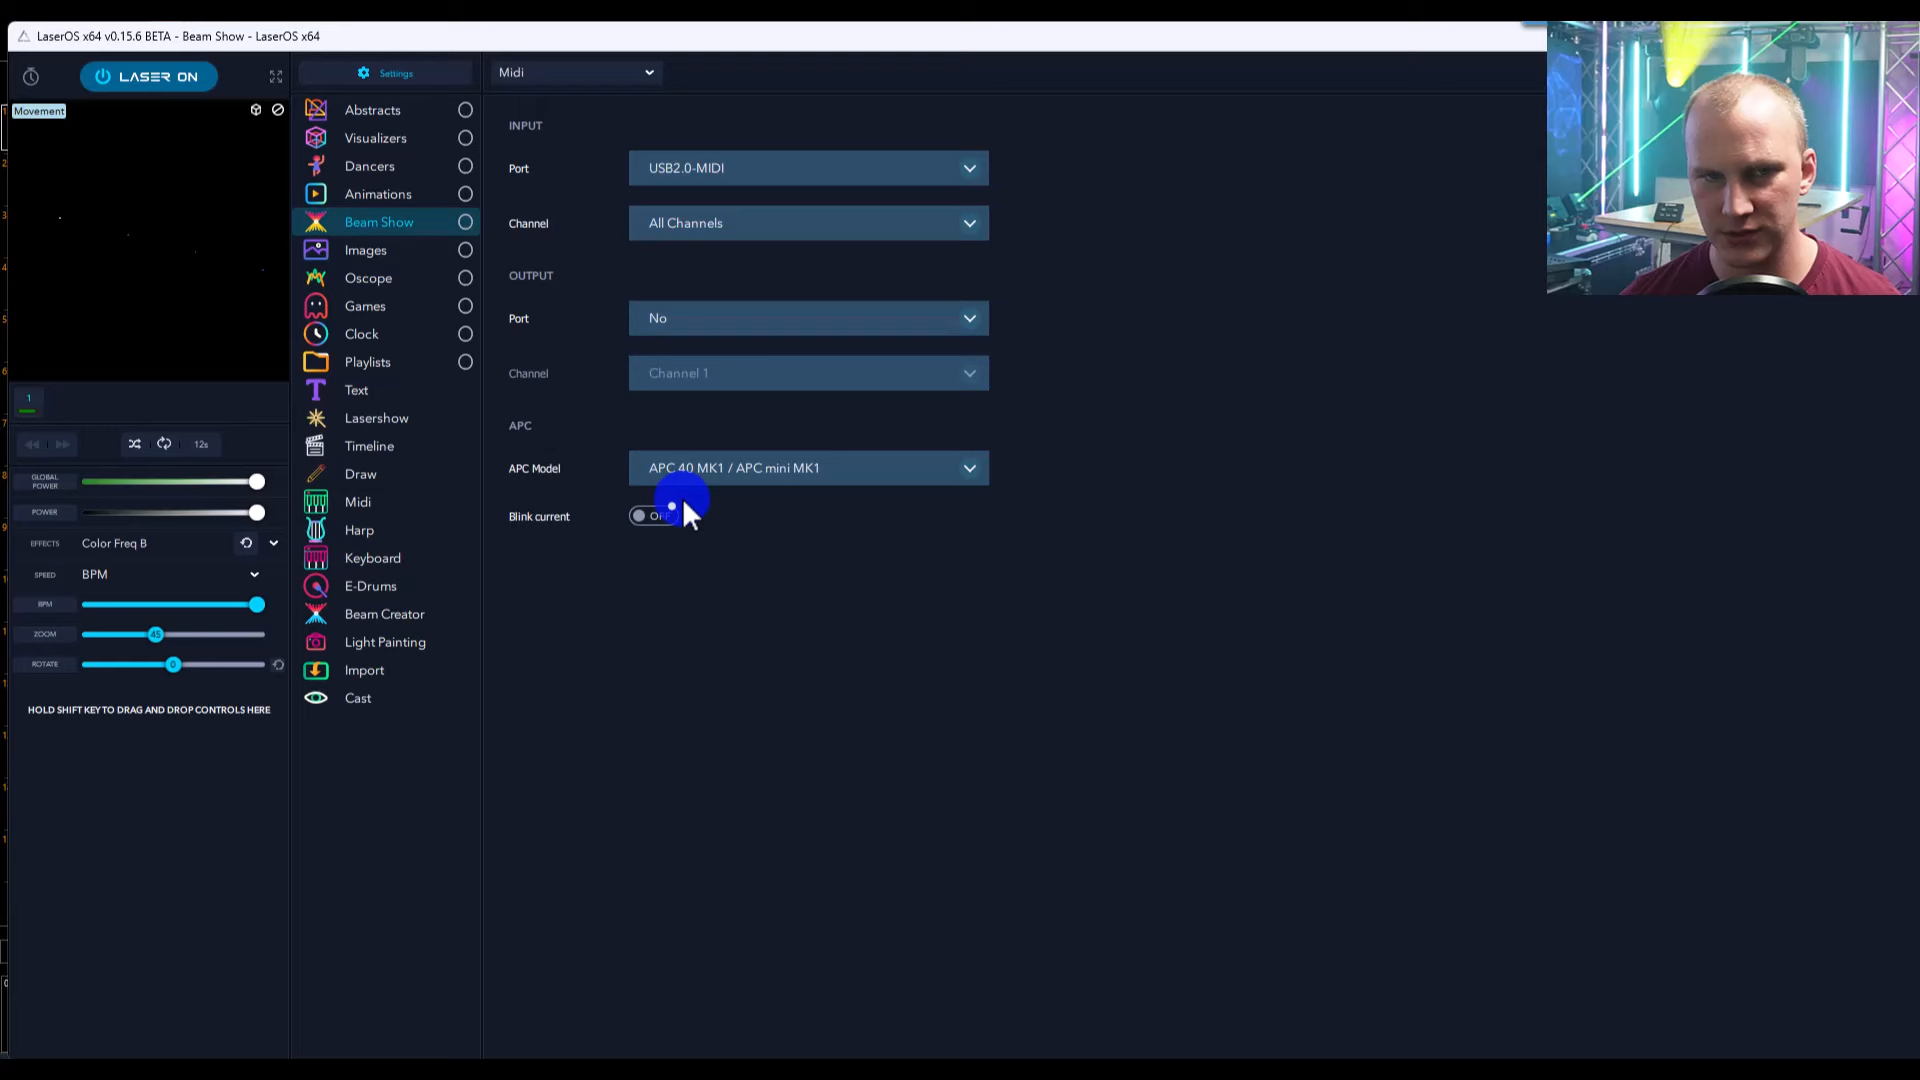 LaserOS x64 v0.15.6 BETA - Beam Show - LaserOS x64
LASER ON
Movement
1
12s
GLOBAL POWER
POWER
EFFECTS Color Freq B
SPEED BPM
BPM
ZOOM 45
ROTATE 0
HOLD SHIFT KEY TO DRAG AND DROP CONTROLS HERE
Settings
Abstracts
Visualizers
Dancers
Animations
Beam Show
Images
Oscope
Games
Clock
Playlists
Text
Lasershow
Timeline
Draw
Midi
Harp
Keyboard
E-Drums
Beam Creator
Light Painting
Import
Cast
Midi
INPUT
Port USB2.0-MIDI
Channel All Channels
OUTPUT
Port No
Channel Channel 1
APC
APC Model APC 40 MK1 / APC mini MK1
Blink current OFF